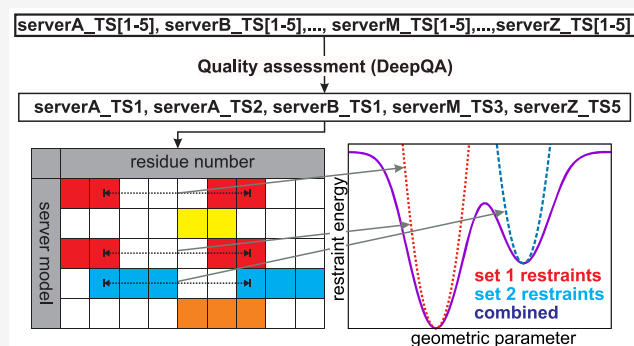 serverA_TS[1-5], serverB_TS[1-5],..., serverM_TS[1-5],...,serverZ_TS[1-5]
Quality assessment (DeepQA)
serverA_TS1, serverA_TS2, serverB_TS1, serverM_TS3, serverZ_TS5
residue number
server model
restraint energy
set 1 restraints
set 2 restraints
combined
geometric parameter